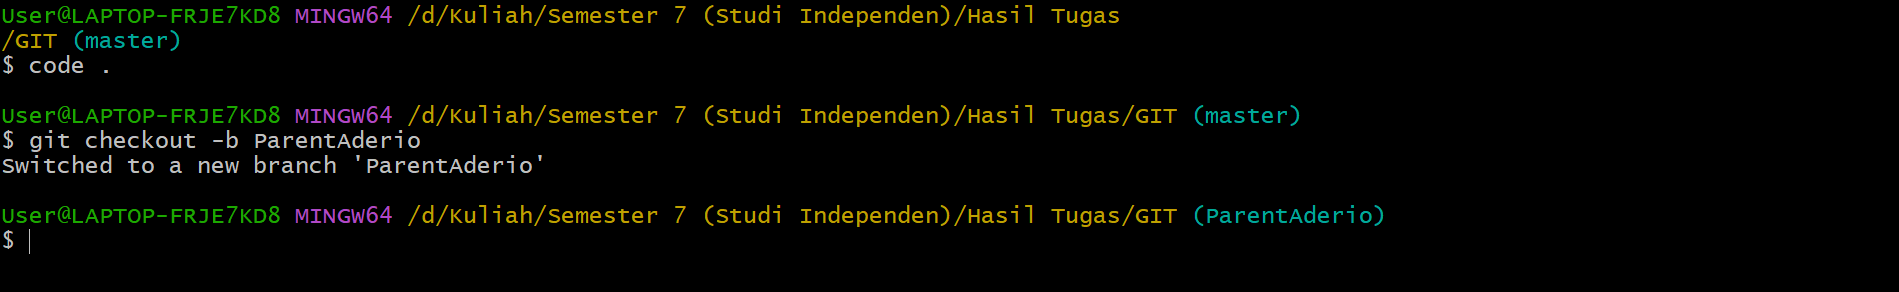 User@LAPTOP-FRJE7KD8 MINGW64 /d/Kuliah/Semester 7 (Studi Independen)/Hasil Tugas
/GIT (master)
$ code .
User@LAPTOP-FRJE7KD8 MINGW64 /d/Kuliah/Semester 7 (Studi Independen)/Hasil Tugas/GIT (master)
$ git checkout -b ParentAderio
Switched to a new branch 'ParentAderio'
User@LAPTOP-FRJE7KD8 MINGW64 /d/Kuliah/Semester 7 (Studi Independen)/Hasil Tugas/GIT (ParentAderio)
$